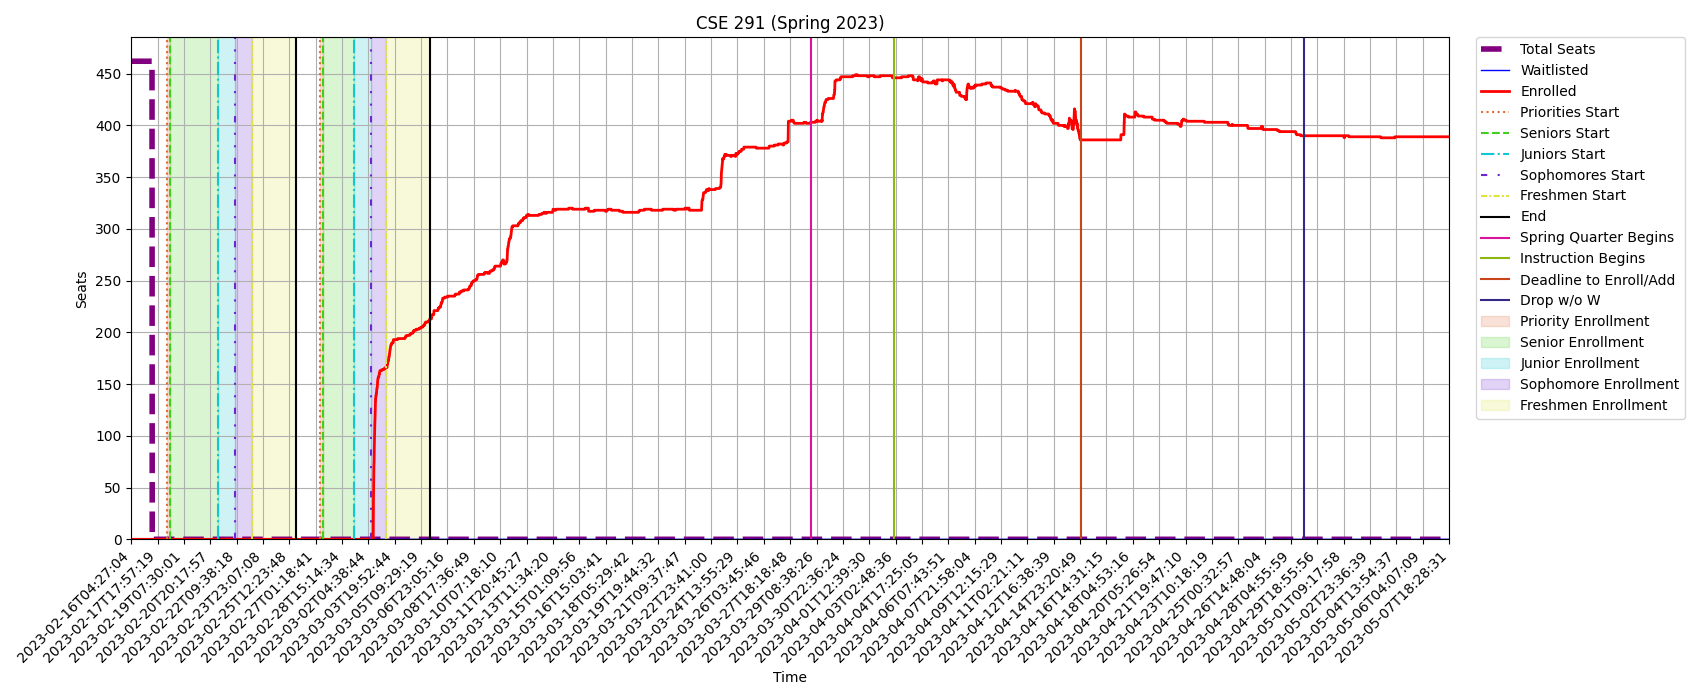 CSE 291 (Spring 2023)
Seats
450
400
350
300
250
200
150
100
50
0
2023-02-16T04:27:04
2023-02-17T17:57:19
2023-02-19T07:30:01
2023-02-20T20:17:57
2023-02-22T09:38:18
2023-02-23T23:07:08
2023-02-25T12:23:48
2023-02-27T01:18:41
2023-02-28T15:14:34
2023-03-02T04:38:44
2023-03-03T19:52:44
2023-03-05T09:29:19
2023-03-06T23:05:16
2023-03-08T17:36:49
2023-03-11T20:18:10
2023-03-12T07:45:27
2023-03-13T11:34:20
2023-03-15T01:09:56
2023-03-16T15:03:41
2023-03-18T05:29:42
2023-03-19T19:44:32
2023-03-21T09:37:47
2023-03-22T23:41:00
2023-03-24T13:55:29
2023-03-26T03:45:46
2023-03-27T18:18:48
2023-03-29T08:38:26
2023-03-30T22:36:24
2023-04-01T12:39:30
2023-04-03T02:48:36
2023-04-04T17:25:05
2023-04-06T07:43:51
2023-04-07T21:58:04
2023-04-09T12:15:29
2023-04-11T02:21:11
2023-04-12T16:38:39
2023-04-14T23:20:49
2023-04-16T14:31:15
2023-04-18T04:53:16
2023-04-20T05:26:54
2023-04-21T19:47:10
2023-04-23T10:18:19
2023-04-25T00:32:57
2023-04-26T14:48:04
2023-04-28T04:55:59
2023-04-29T18:55:56
2023-05-01T09:17:58
2023-05-02T23:36:39
2023-05-04T13:54:37
2023-05-06T04:07:09
2023-05-07T18:28:31
Time
Total Seats
Waitlisted
Enrolled
Priorities Start
Seniors Start
Juniors Start
Sophomores Start
Freshmen Start
End
Spring Quarter Begins
Instruction Begins
Deadline to Enroll/Add
Drop w/o W
Priority Enrollment
Senior Enrollment
Junior Enrollment
Sophomore Enrollment
Freshmen Enrollment